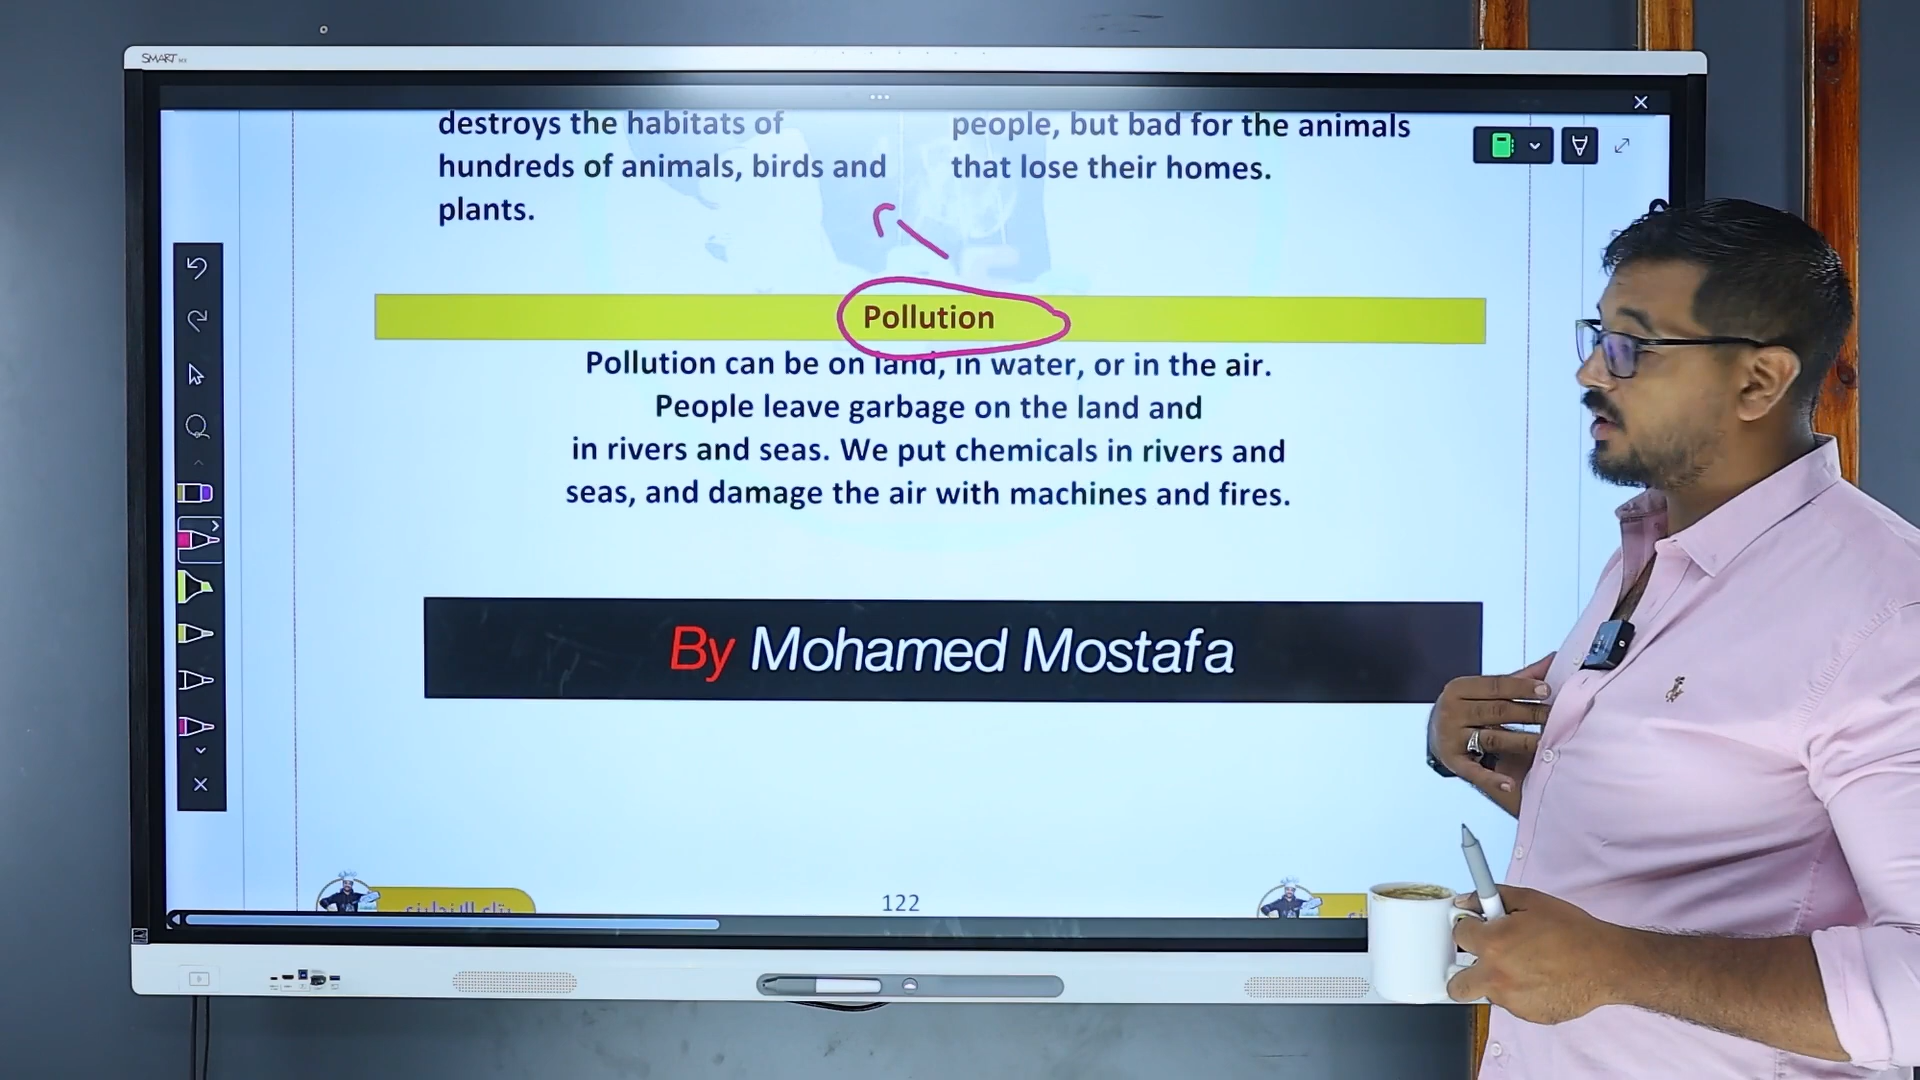 SMART
destroys the habitats of
hundreds of animals, birds and
plants.
people, but bad for the animals
that lose their homes.
Pollution
Pollution can be on land, in water, or in the air.
People leave garbage on the land and
in rivers and seas. We put chemicals in rivers and
seas, and damage the air with machines and fires.
By Mohamed Mostafa
122